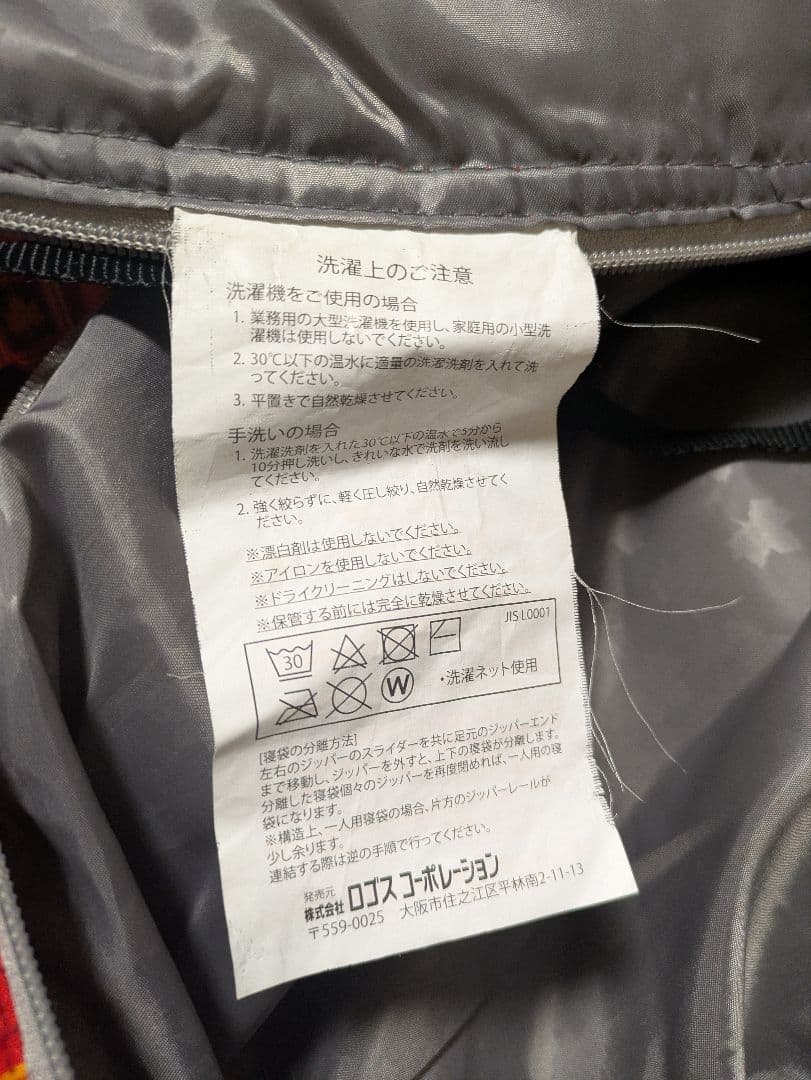 洗濯上のご注意
洗濯機をご使用の場合
1. 業務用の大型洗濯機を使用し、家庭用の小型洗
濯機は使用しないでください。
2. 30℃以下の温水に適量の洗濯洗剤を入れて洗
ってください。
3. 平置きで自然乾燥させてください。
手洗いの場合
1. 洗濯洗剤を入れた30℃以下の温水で5分から
10分押し洗いし、きれいな水で洗剤を洗い流し
てください。
2. 強く絞らずに、軽く圧し絞り、自然乾燥させてく
ださい。
※漂白剤は使用しないでください。
※アイロンを使用しないでください。
※ドライクリーニングはしないでください。
※保管する前には完全に乾燥させてください。
JIS L0001
30
W
・洗濯ネット使用
[寝袋の分離方法]
左右のジッパーのスライダーを共に足元のジッパーエンド
まで移動し、ジッパーを外すと、上下の寝袋が分離します。
分離した寝袋個々のジッパーを再度閉めれば、一人用の寝
袋になります。
※構造上、一人用寝袋の場合、片方のジッパーレールが
少し余ります。
連結する際は逆の手順で行ってください。
発売元
株式会社 ロゴス コーポレーション
〒559-0025 大阪市住之江区平林南2-11-13